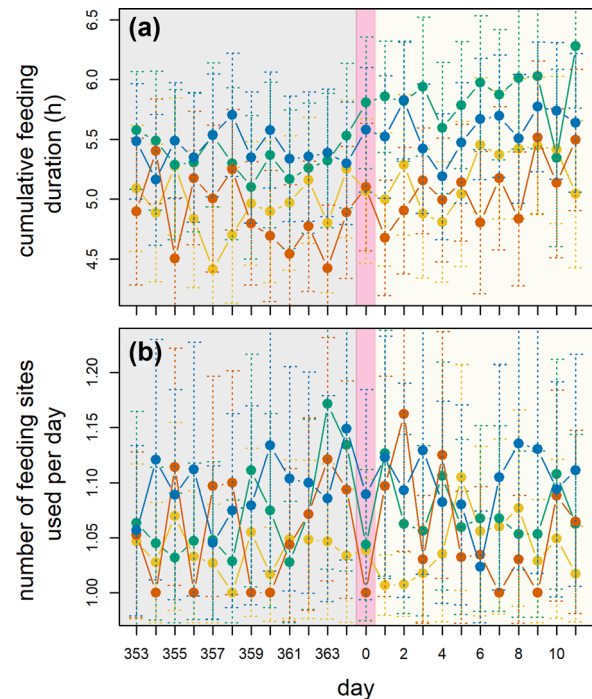 (a)
cumulative feeding
duration (h)
6.5
6.0
5.5
5.0
4.5
(b)
number of feeding sites
used per day
1.20
1.15
1.10
1.05
1.00
353 355 357 359 361 363 0 2 4 6 8 10
day